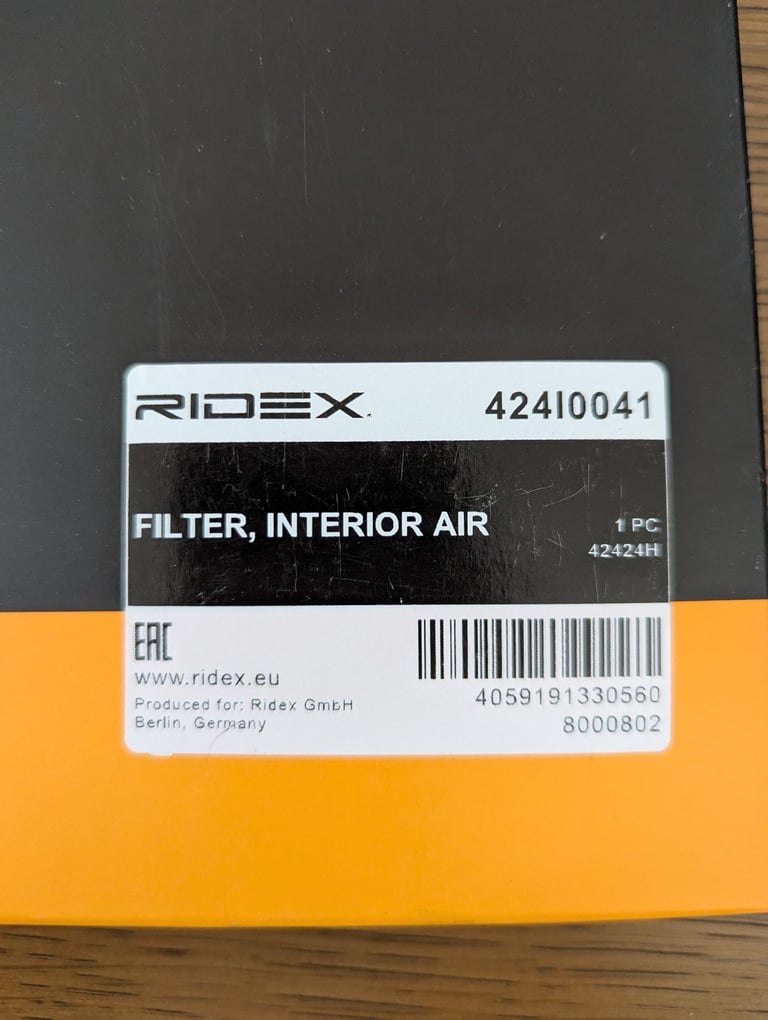 RIDEX 424I0041
FILTER, INTERIOR AIR
1 PC
42424H
EAC
www.ridex.eu
Produced for: Ridex GmbH
Berlin, Germany
4059191330560
8000802